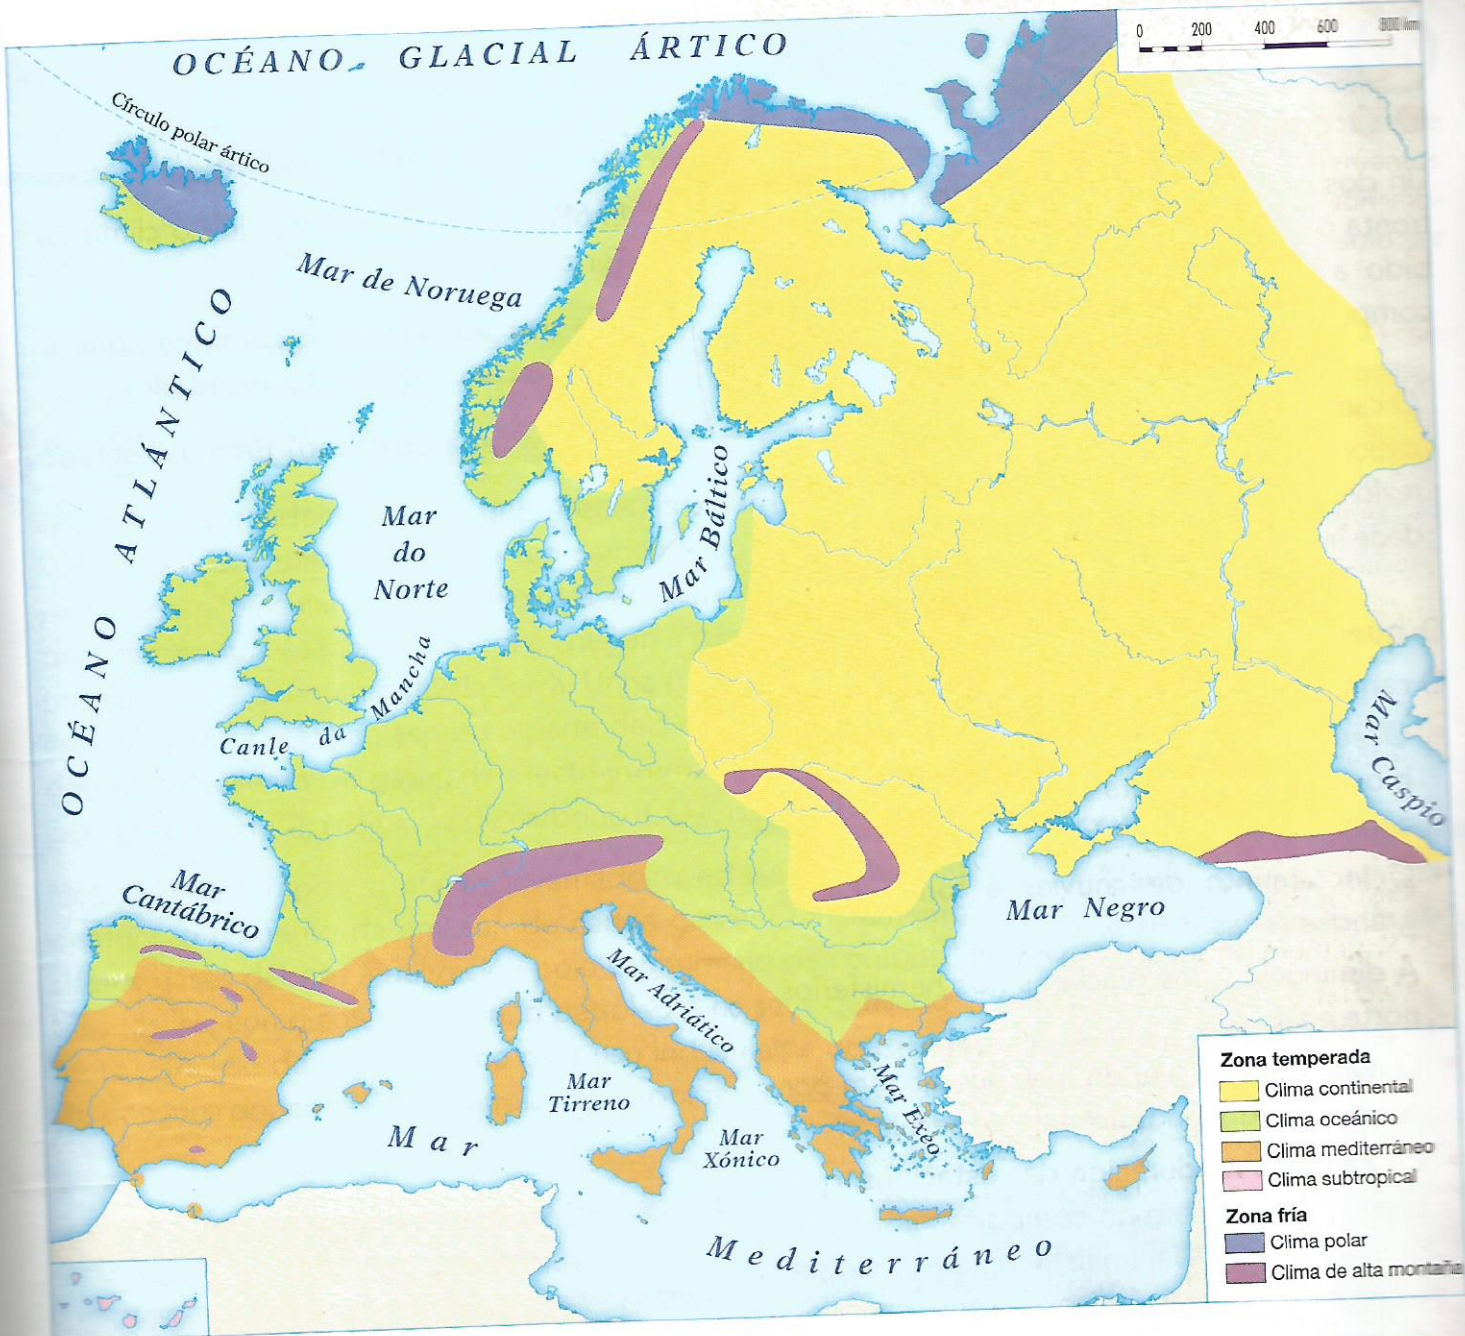 OCÉANO GLACIAL ÁRTICO
0 200 400 600 800 km
Círculo polar ártico
Mar de Noruega
OCÉANO ATLÁNTICO
Mar
do
Norte
Mar Báltico
Canle da Mancha
Mar
Cantábrico
Mar Caspio
Mar Negro
Mar Adriático
Mar
Tirreno
Mar Exeo
Mar
Xónico
Mar Mediterráneo
Zona temperada
Clima continental
Clima oceánico
Clima mediterráneo
Clima subtropical
Zona fría
Clima polar
Clima de alta montaña